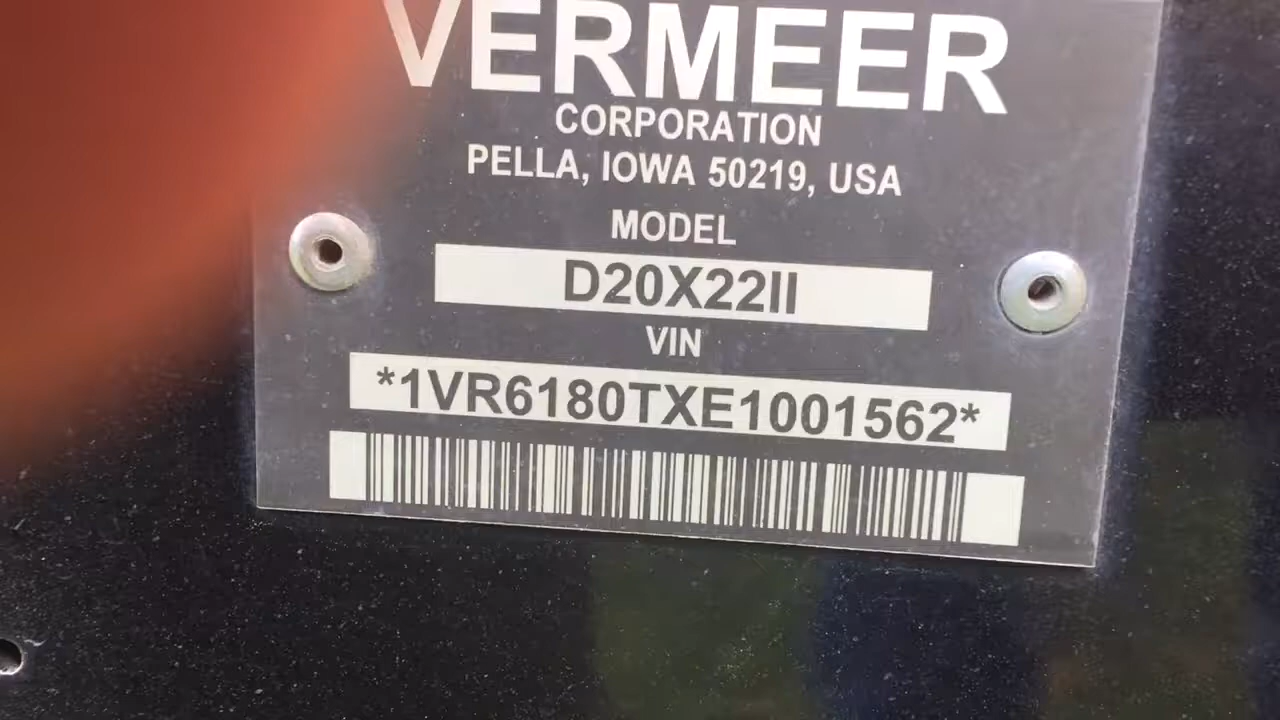 VERMEER
CORPORATION
PELLA, IOWA 50219, USA
MODEL
D20X22II
VIN
*1VR6180TXE1001562*